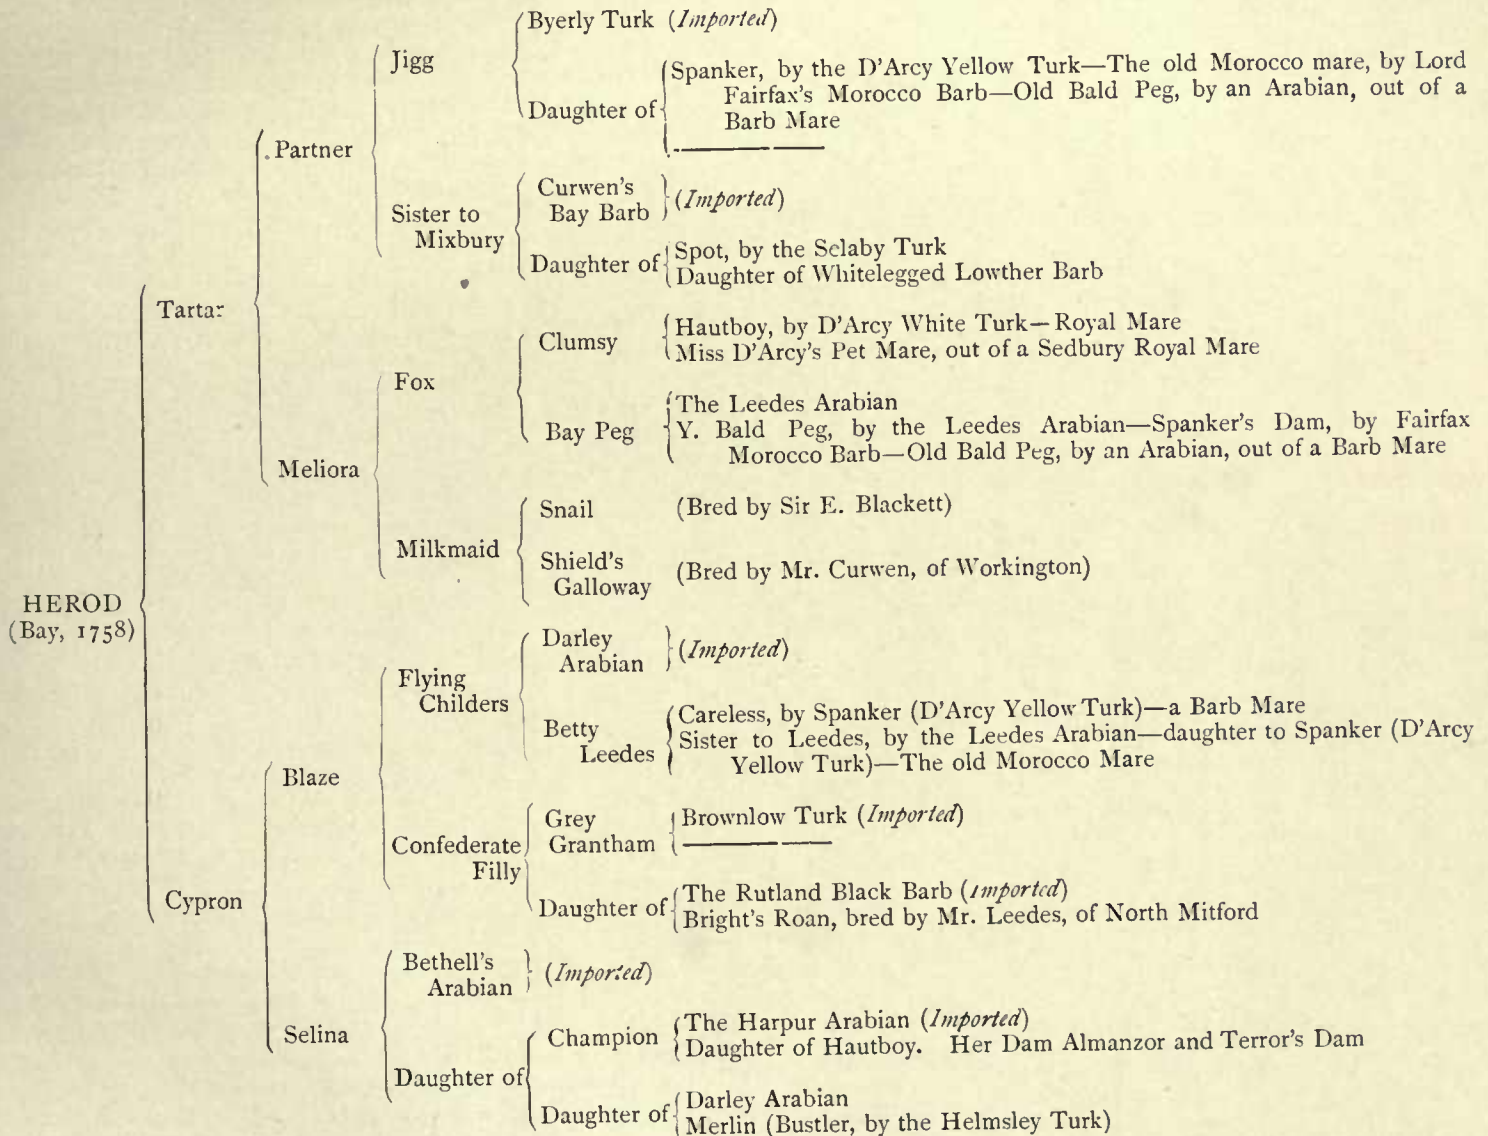 Byerly Turk (Imported)
Jigg
Spanker, by the D'Arcy Yellow Turk—The old Morocco mare, by Lord
Fairfax's Morocco Barb—Old Bald Peg, by an Arabian, out of a
Barb Mare
Daughter of
Partner
Curwen's
Bay Barb
(Imported)
Sister to
Mixbury
Daughter of
Spot, by the Selaby Turk
Daughter of Whitelegged Lowther Barb
Tartar
Clumsy
Hautboy, by D'Arcy White Turk—Royal Mare
Miss D'Arcy's Pet Mare, out of a Sedbury Royal Mare
Fox
Bay Peg
The Leedes Arabian
Y. Bald Peg, by the Leedes Arabian—Spanker's Dam, by Fairfax
Morocco Barb—Old Bald Peg, by an Arabian, out of a Barb Mare
Meliora
Snail (Bred by Sir E. Blackett)
Milkmaid
Shield's
Galloway
(Bred by Mr. Curwen, of Workington)
HEROD
(Bay, 1758)
Darley
Arabian
(Imported)
Flying
Childers
Betty
Leedes
Careless, by Spanker (D'Arcy Yellow Turk)—a Barb Mare
Sister to Leedes, by the Leedes Arabian—daughter to Spanker (D'Arcy
Yellow Turk)—The old Morocco Mare
Blaze
Grey
Grantham
Brownlow Turk (Imported)
Confederate
Filly
Daughter of
The Rutland Black Barb (Imported)
Bright's Roan, bred by Mr. Leedes, of North Mitford
Cypron
Bethell's
Arabian
(Imported)
Selina
Champion
The Harpur Arabian (Imported)
Daughter of Hautboy. Her Dam Almanzor and Terror's Dam
Daughter of
Daughter of
Darley Arabian
Merlin (Bustler, by the Helmsley Turk)